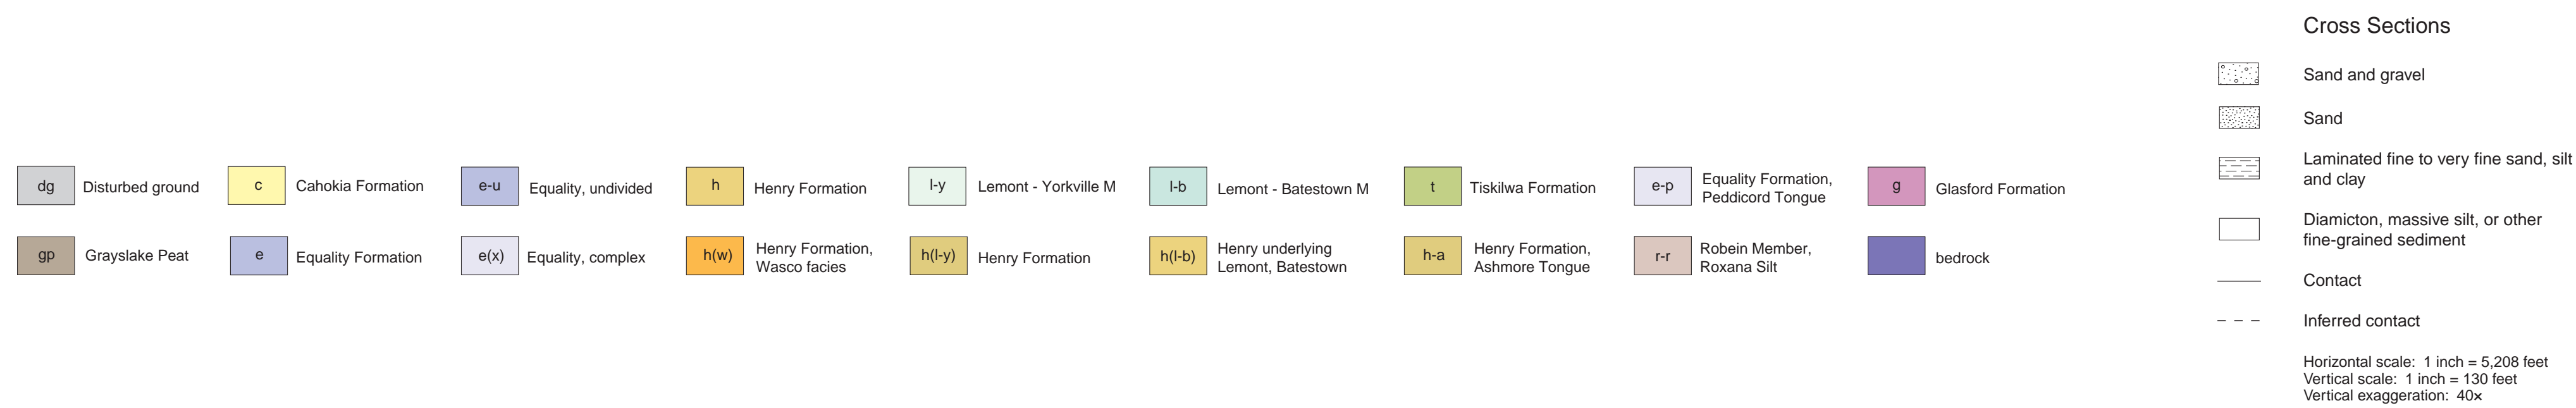 Cross Sections
Sand and gravel
Sand
Laminated fine to very fine sand, silt
and clay
Diamicton, massive silt, or other
fine-grained sediment
Contact
Inferred contact
Horizontal scale: 1 inch = 5,208 feet
Vertical scale: 1 inch = 130 feet
Vertical exaggeration: 40×
dg Disturbed ground
c Cahokia Formation
e-u Equality, undivided
h Henry Formation
l-y Lemont - Yorkville M
l-b Lemont - Batestown M
t Tiskilwa Formation
e-p Equality Formation,
Peddicord Tongue
g Glasford Formation
gp Grayslake Peat
e Equality Formation
e(x) Equality, complex
h(w) Henry Formation,
Wasco facies
h(l-y) Henry Formation
h(l-b) Henry underlying
Lemont, Batestown
h-a Henry Formation,
Ashmore Tongue
r-r Robein Member,
Roxana Silt
bedrock